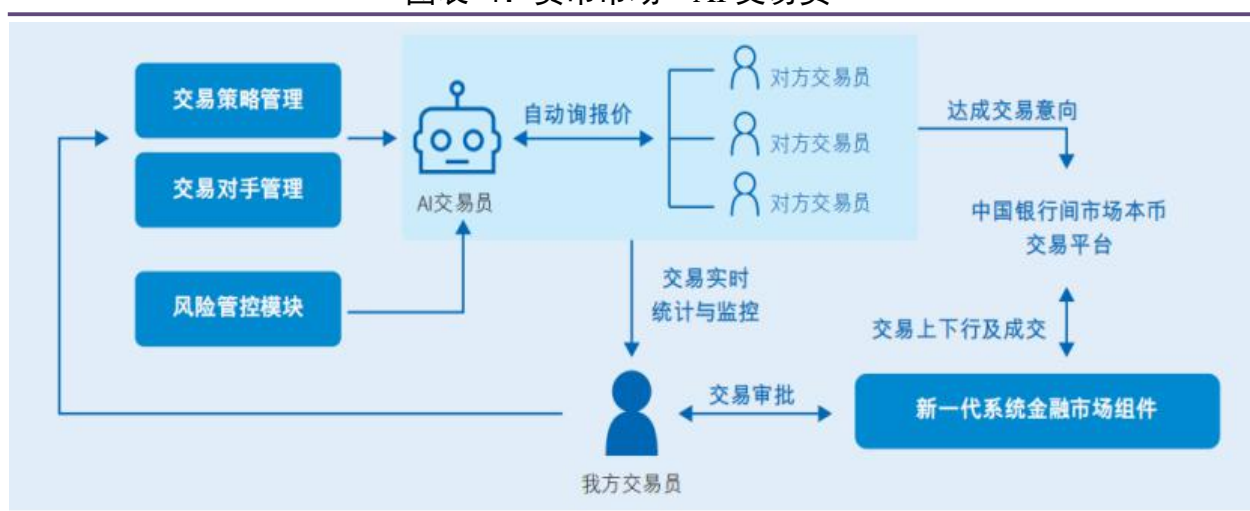 交易策略管理
交易对手管理
风险管控模块
AI交易员
自动询报价
对方交易员
对方交易员
对方交易员
达成交易意向
中国银行间市场本币
交易平台
交易实时
统计与监控
交易上下行及成交
交易审批
新一代系统金融市场组件
我方交易员